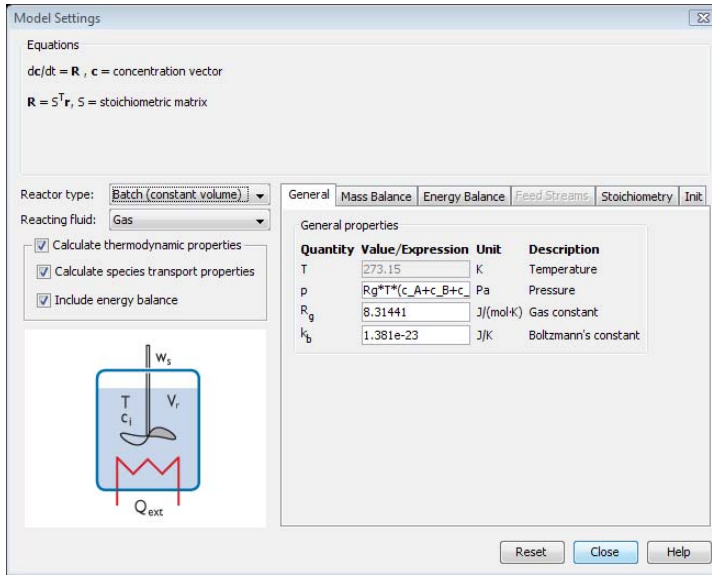 Model Settings
Equations
dc/dt = R , c = concentration vector
R = Sᵀr, S = stoichiometric matrix
Reactor type: Batch (constant volume)
Reacting fluid: Gas
Calculate thermodynamic properties
Calculate species transport properties
Include energy balance
wₛ
T Vᵣ
cᵢ
Qₑₓₜ
General Mass Balance Energy Balance Feed Streams Stoichiometry Init
General properties
Quantity Value/Expression Unit Description
T 273.15 K Temperature
p Rg*T*(c_A+c_B+c_ Pa Pressure
R_g 8.31441 J/(mol·K) Gas constant
k_b 1.381e-23 J/K Boltzmann's constant
Reset Close Help